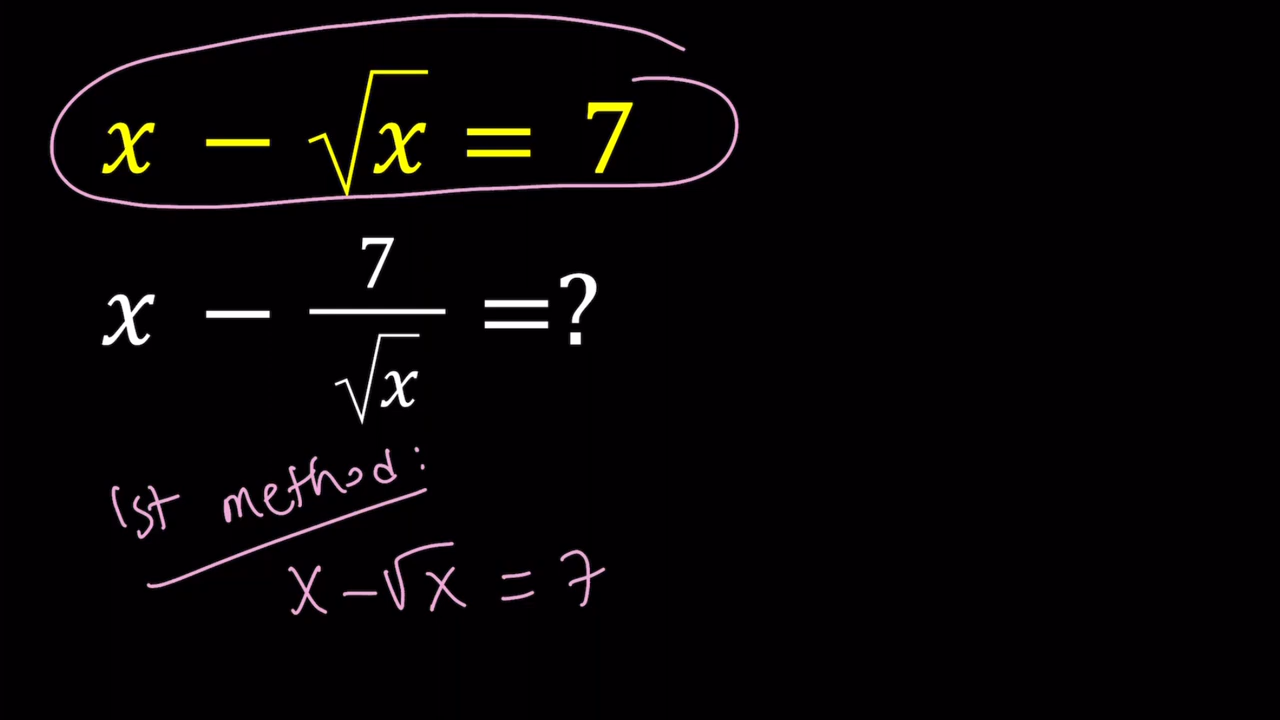 x − √x = 7
x − 7/√x =?
1st method:
x − √x = 7